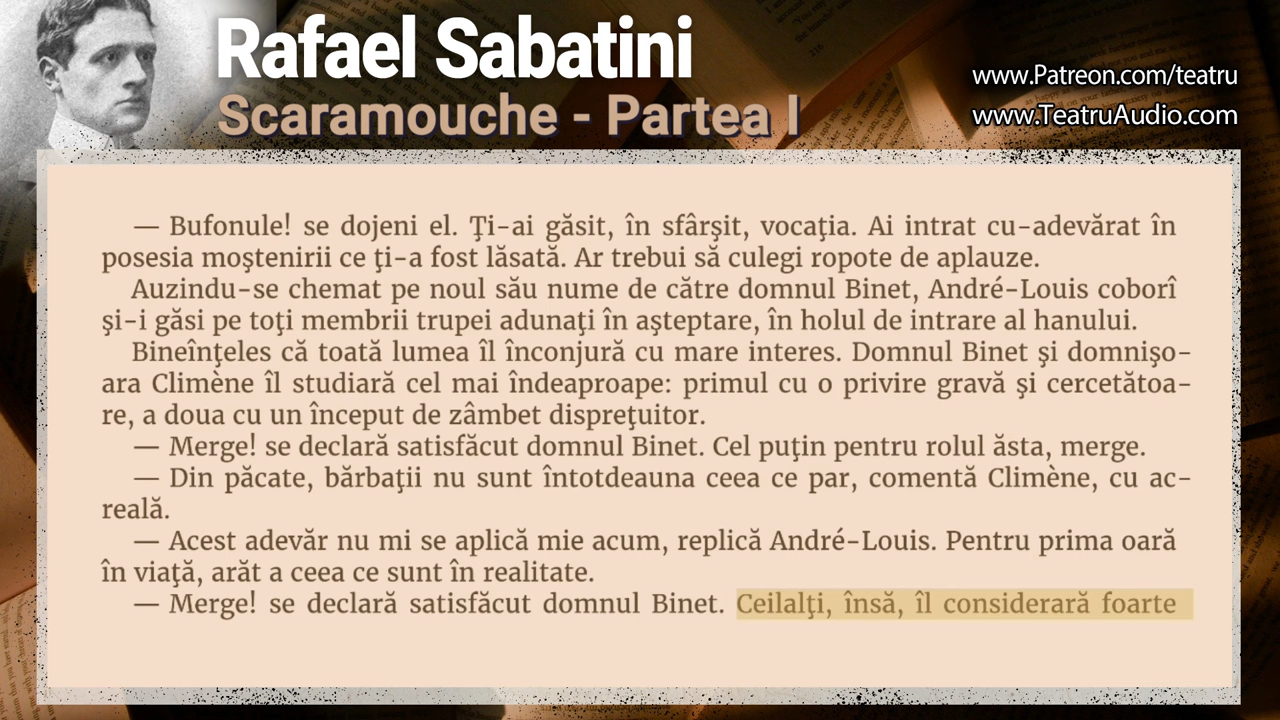 Rafael Sabatini
Scaramouche - Partea I
www.Patreon.com/teatru
www.TeatruAudio.com
— Bufonule! se dojeni el. Ţi-ai găsit, în sfârşit, vocaţia. Ai intrat cu-adevărat în
posesia moştenirii ce ţi-a fost lăsată. Ar trebui să culegi ropote de aplauze.
Auzindu-se chemat pe noul său nume de către domnul Binet, André-Louis coborî
şi-i găsi pe toţi membrii trupei adunaţi în aşteptare, în holul de intrare al hanului.
Bineînţeles că toată lumea îl înconjură cu mare interes. Domnul Binet şi domnişo-
ara Climène îl studiară cel mai îndeaproape: primul cu o privire gravă şi cercetătoa-
re, a doua cu un început de zâmbet dispreţuitor.
— Merge! se declară satisfăcut domnul Binet. Cel puţin pentru rolul ăsta, merge.
— Din păcate, bărbaţii nu sunt întotdeauna ceea ce par, comentă Climène, cu ac-
reală.
— Acest adevăr nu mi se aplică mie acum, replică André-Louis. Pentru prima oară
în viaţă, arăt a ceea ce sunt în realitate.
— Merge! se declară satisfăcut domnul Binet. Ceilalţi, însă, îl considerară foarte